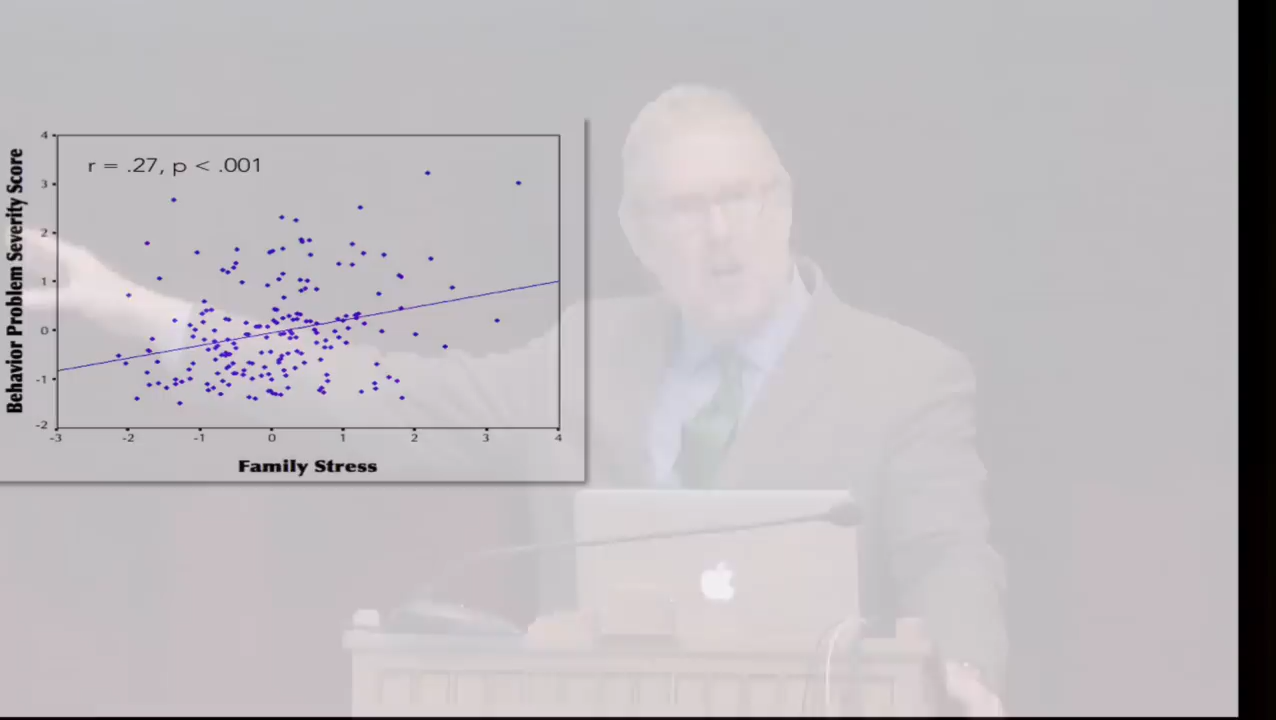 r = .27, p < .001
Behavior Problem Severity Score
4
3
2
1
0
-1
-2
-3 -2 -1 0 1 2 3 4
Family Stress